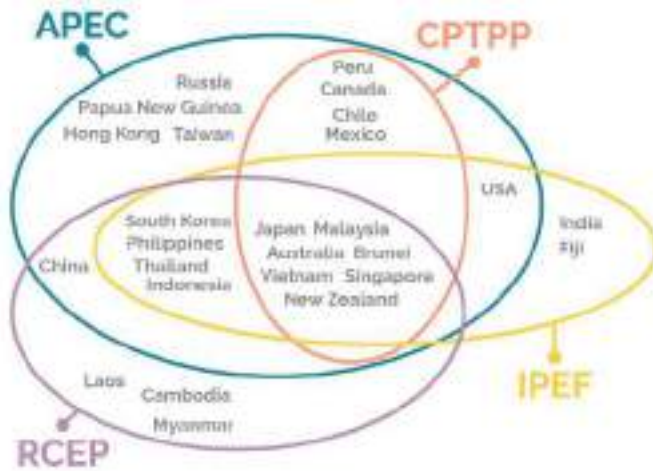 APEC
CPTPP
Russia
Papua New Guinea
Hong Kong Taiwan
Peru
Canada
Chile
Mexico
USA
India
Fiji
South Korea
Philippines
Thailand
Indonesia
Japan Malaysia
Australia Brunei
Vietnam Singapore
New Zealand
China
Laos
Cambodia
Myanmar
IPEF
RCEP